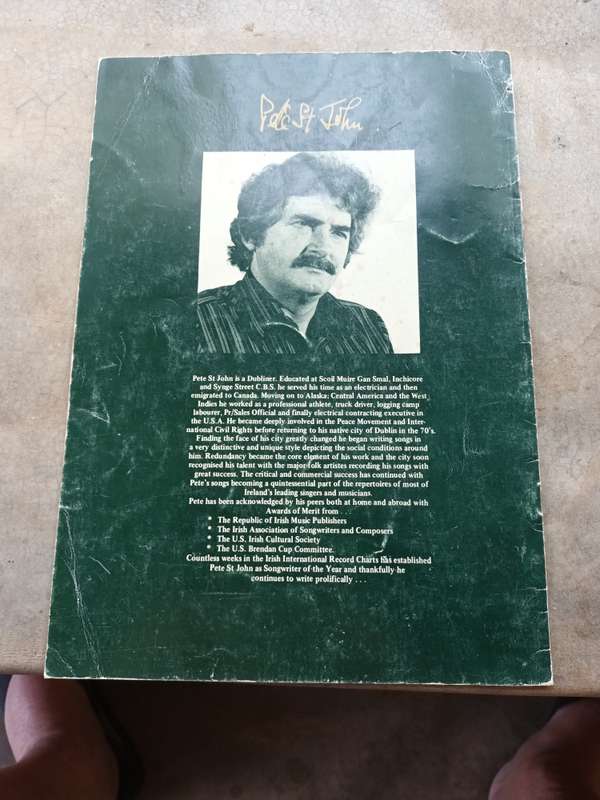 Pete St John
Pete St John is a Dubliner. Educated at Scoil Muire Gan Smal, Inchicore
and Synge Street C.B.S. he served his time as an electrician and then
emigrated to Canada. Moving on to Alaska; Central America and the West
Indies he worked as a professional athlete, truck driver, logging camp
labourer, Pr/Sales Official and finally electrical contracting executive in
the U.S.A. He became deeply involved in the Peace Movement and Inter-
national Civil Rights before returning to his native city of Dublin in the 70's.
Finding the face of his city greatly changed he began writing songs in
a very distinctive and unique style depicting the social conditions around
him. Redundancy became the core element of his work and the city soon
recognised his talent with the major folk artistes recording his songs with
great success. The critical and commercial success has continued with
Pete's songs becoming a quintessential part of the repertoires of most of
Ireland's leading singers and musicians.
Pete has been acknowledged by his peers both at home and abroad with
Awards of Merit from . . .
* The Republic of Irish Music Publishers
* The Irish Association of Songwriters and Composers
* The U.S. Irish Cultural Society
* The U.S. Brendan Cup Committee.
Countless weeks in the Irish International Record Charts has established
Pete St John as Songwriter of the Year and thankfully he
continues to write prolifically . . .